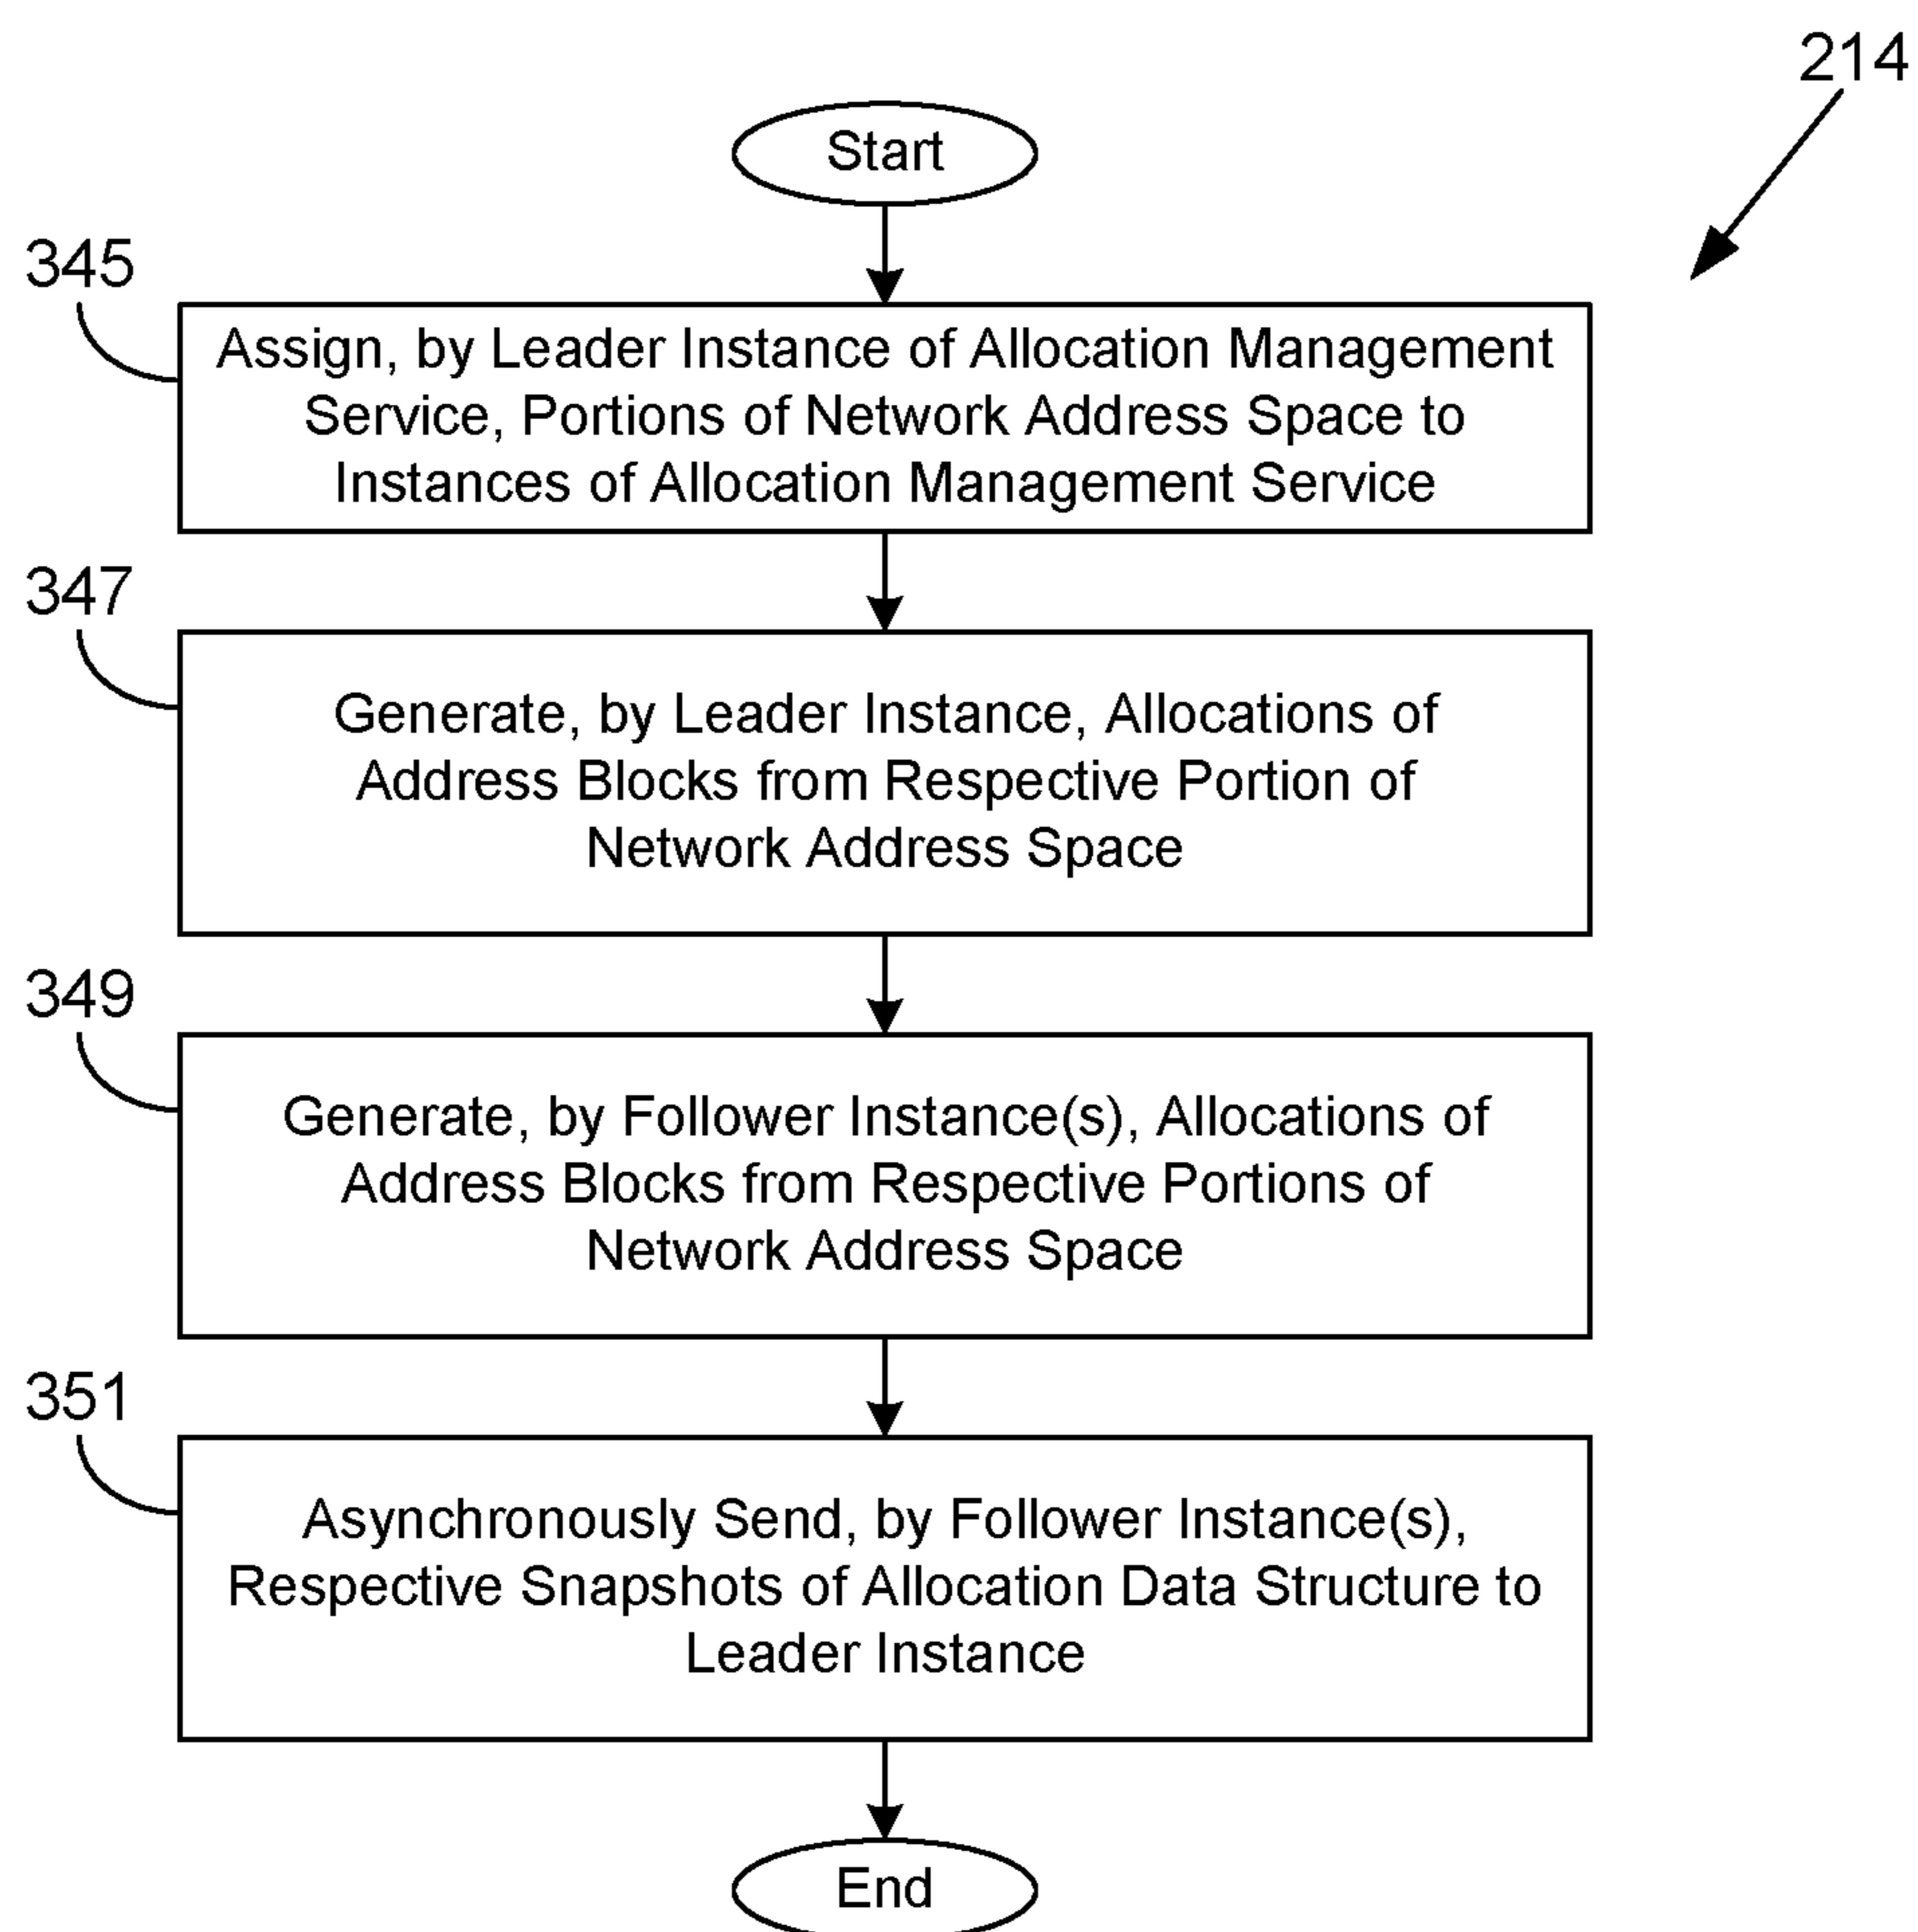 214
Start
345
Assign, by Leader Instance of Allocation Management
Service, Portions of Network Address Space to
Instances of Allocation Management Service
347
Generate, by Leader Instance, Allocations of
Address Blocks from Respective Portion of
Network Address Space
349
Generate, by Follower Instance(s), Allocations of
Address Blocks from Respective Portions of
Network Address Space
351
Asynchronously Send, by Follower Instance(s),
Respective Snapshots of Allocation Data Structure to
Leader Instance
End